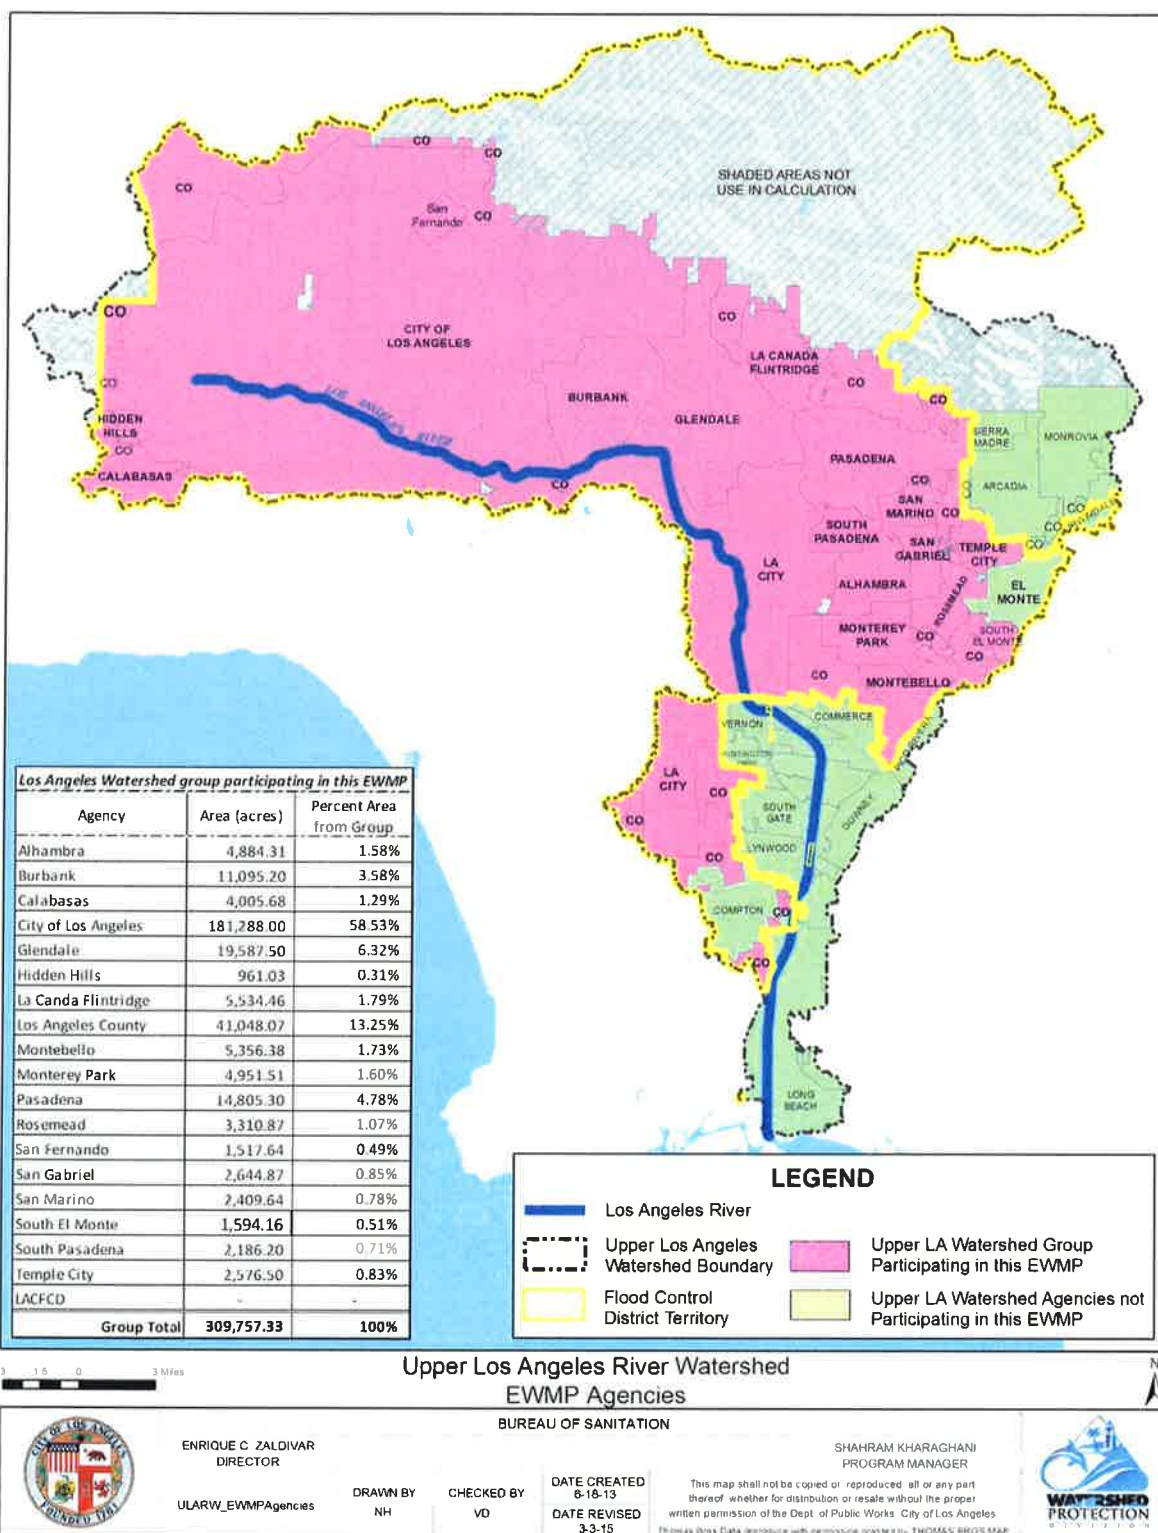 SHADED AREAS NOT
USE IN CALCULATION
CO
CO
CO
San
Fernando
CO
CO
CITY OF
LOS ANGELES
CO
LA CANADA
FLINTRIDGE
CO
CO
CO
LOS ANGELES RIVER
BURBANK
GLENDALE
HIDDEN
HILLS
CO
CALABASAS
CO
SIERRA
MADRE
MONROVIA
PASADENA
ARCADIA
CO
SAN
MARINO
CO
CO
CO
CO
SOUTH
PASADENA
SAN
GABRIEL
TEMPLE
CITY
LA
CITY
ALHAMBRA
ROSEMEAD
EL
MONTE
MONTEREY
PARK
CO
SOUTH
EL MONTE
CO
CO
MONTEBELLO
VERNON
COMMERCE
HUNTINGTON
PARK
LA
CITY
CO
CO
SOUTH
GATE
DOWNEY
LYNWOOD
CO
COMPTON
CO
CO
LONG
BEACH
Los Angeles Watershed group participating in this EWMP
Agency Area (acres) Percent Area from Group
Alhambra 4,884.31 1.58%
Burbank 11,095.20 3.58%
Calabasas 4,005.68 1.29%
City of Los Angeles 181,288.00 58.53%
Glendale 19,587.50 6.32%
Hidden Hills 961.03 0.31%
La Canda Flintridge 5,534.46 1.79%
Los Angeles County 41,048.07 13.25%
Montebello 5,356.38 1.73%
Monterey Park 4,951.51 1.60%
Pasadena 14,805.30 4.78%
Rosemead 3,310.87 1.07%
San Fernando 1,517.64 0.49%
San Gabriel 2,644.87 0.85%
San Marino 2,409.64 0.78%
South El Monte 1,594.16 0.51%
South Pasadena 2,186.20 0.71%
Temple City 2,576.50 0.83%
LACFCD - -
Group Total 309,757.33 100%
LEGEND
Los Angeles River
Upper Los Angeles
Watershed Boundary
Flood Control
District Territory
Upper LA Watershed Group
Participating in this EWMP
Upper LA Watershed Agencies not
Participating in this EWMP
3 1.5 0 3 Miles
N
Upper Los Angeles River Watershed
EWMP Agencies
BUREAU OF SANITATION
CITY OF LOS ANGELES
FOUNDED 1781
ENRIQUE C. ZALDIVAR
DIRECTOR
ULARW_EWMPAgencies
DRAWN BY
NH
CHECKED BY
VD
DATE CREATED
6-18-13
DATE REVISED
3-3-15
SHAHRAM KHARAGHANI
PROGRAM MANAGER
This map shall not be copied or reproduced all or any part
thereof whether for distribution or resale without the proper
written permission of the Dept. of Public Works City of Los Angeles
WATERSHED
PROTECTION
DIVISION